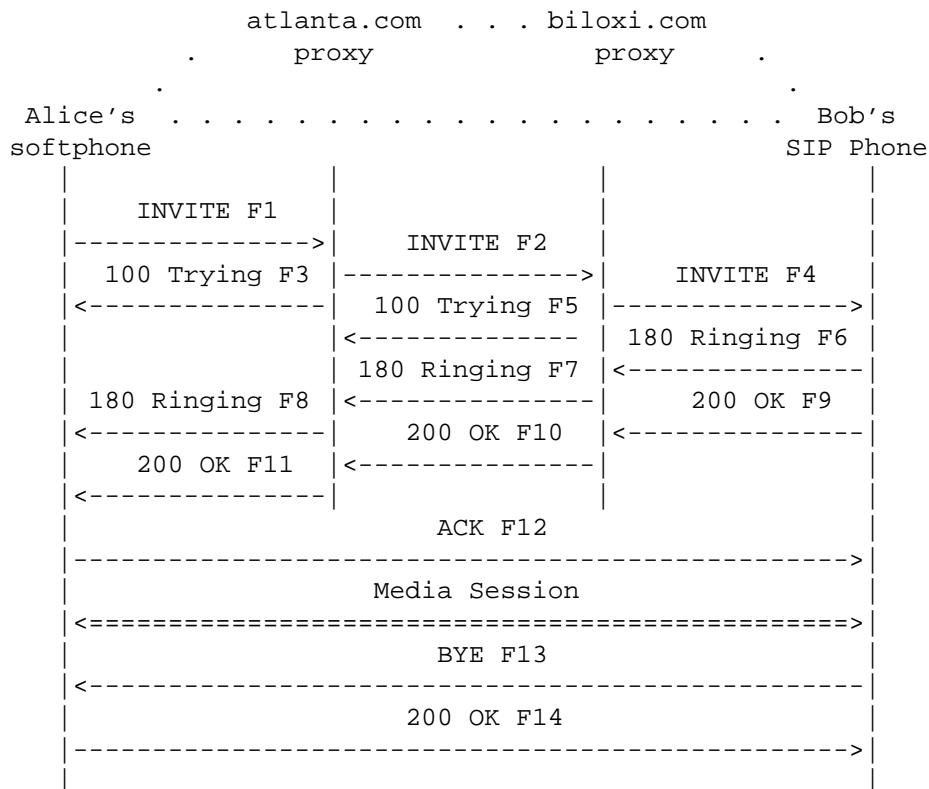 atlanta.com . . . biloxi.com
. proxy proxy .
. .
Alice's . . . . . . . . . . . . . . . . . . . . Bob's
softphone SIP Phone
| | | |
| INVITE F1 | | |
|--------------->| INVITE F2 | |
| 100 Trying F3 |--------------->| INVITE F4 |
|<---------------| 100 Trying F5 |--------------->|
| |<-------------- | 180 Ringing F6 |
| | 180 Ringing F7 |<---------------|
| 180 Ringing F8 |<---------------| 200 OK F9 |
|<---------------| 200 OK F10 |<---------------|
| 200 OK F11 |<---------------| |
|<---------------| | |
| ACK F12 |
|------------------------------------------------->|
| Media Session |
|<================================================>|
| BYE F13 |
|<-------------------------------------------------|
| 200 OK F14 |
|------------------------------------------------->|
| |